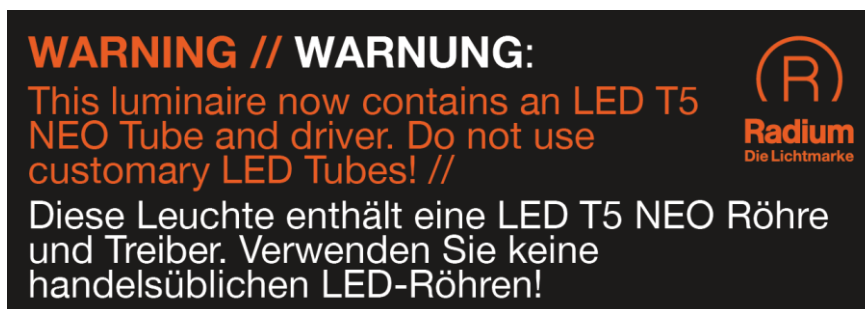 WARNING // WARNUNG:
This luminaire now contains an LED T5
NEO Tube and driver. Do not use
customary LED Tubes! //
Diese Leuchte enthält eine LED T5 NEO Röhre
und Treiber. Verwenden Sie keine
handelsüblichen LED-Röhren!
R
Radium
Die Lichtmarke